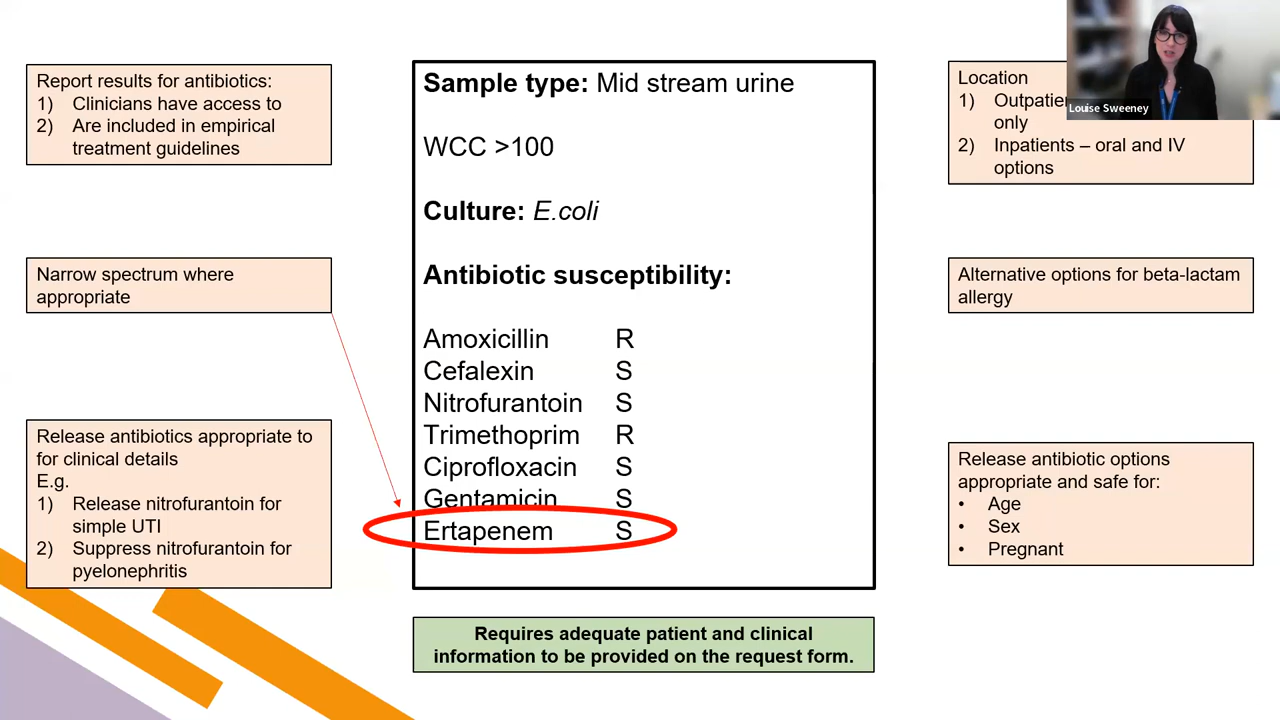 Report results for antibiotics:
1) Clinicians have access to
2) Are included in empirical
treatment guidelines
Narrow spectrum where
appropriate
Release antibiotics appropriate to
for clinical details
E.g.
1) Release nitrofurantoin for
simple UTI
2) Suppress nitrofurantoin for
pyelonephritis
Sample type: Mid stream urine
WCC >100
Culture: E.coli
Antibiotic susceptibility:
Amoxicillin R
Cefalexin S
Nitrofurantoin S
Trimethoprim R
Ciprofloxacin S
Gentamicin S
Ertapenem S
Requires adequate patient and clinical
information to be provided on the request form.
Louise Sweeney
Location
1)
only
2) Inpatients – oral and IV
options
Alternative options for beta-lactam
allergy
Release antibiotic options
appropriate and safe for:
• Age
• Sex
• Pregnant